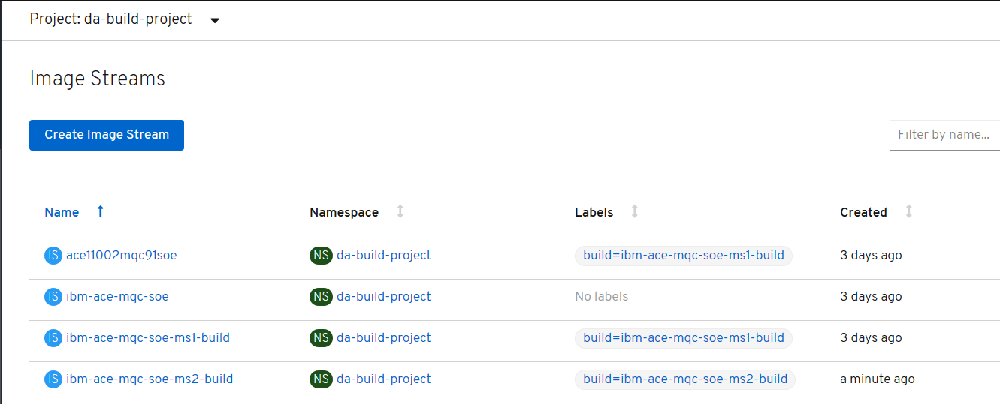 Project: da-build-project
Image Streams
Create Image Stream
Filter by name...
Name Namespace Labels Created
IS ace11002mqc91soe NS da-build-project build=ibm-ace-mqc-soe-ms1-build 3 days ago
IS ibm-ace-mqc-soe NS da-build-project No labels 3 days ago
IS ibm-ace-mqc-soe-ms1-build NS da-build-project build=ibm-ace-mqc-soe-ms1-build 3 days ago
IS ibm-ace-mqc-soe-ms2-build NS da-build-project build=ibm-ace-mqc-soe-ms2-build a minute ago